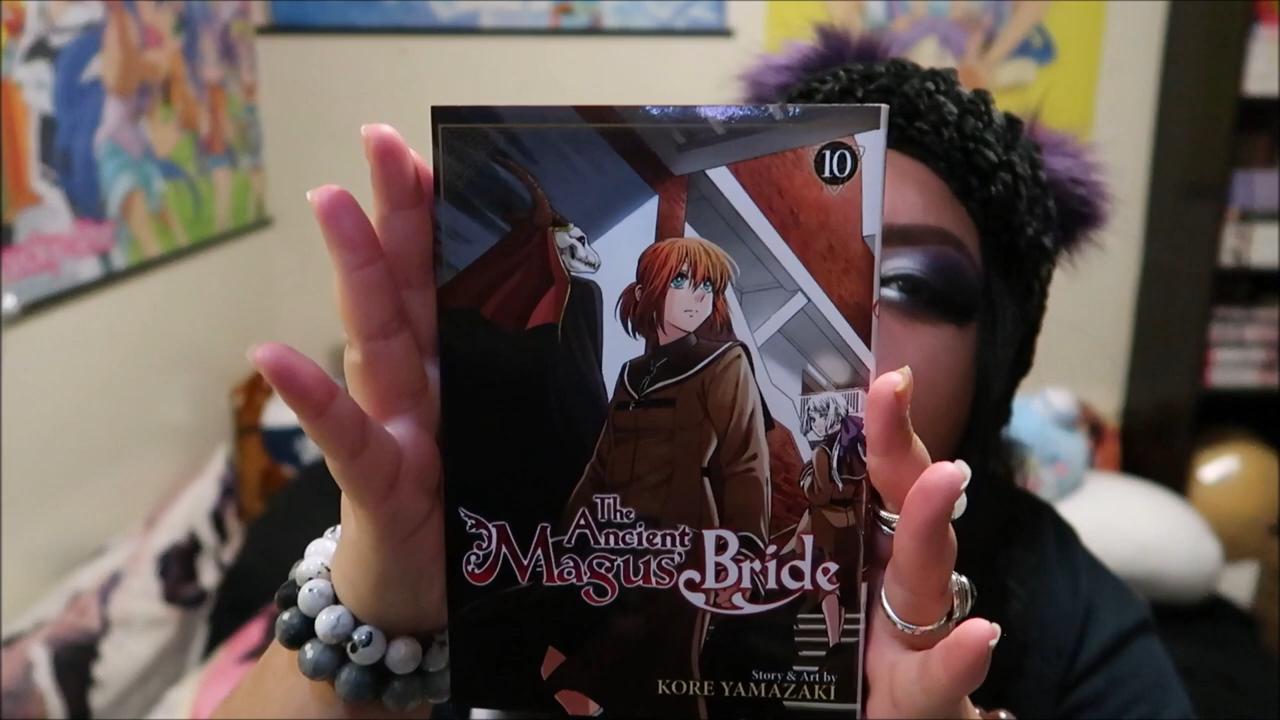 10
The
Ancient
Magus' Bride
Story & Art by
KORE YAMAZAKI